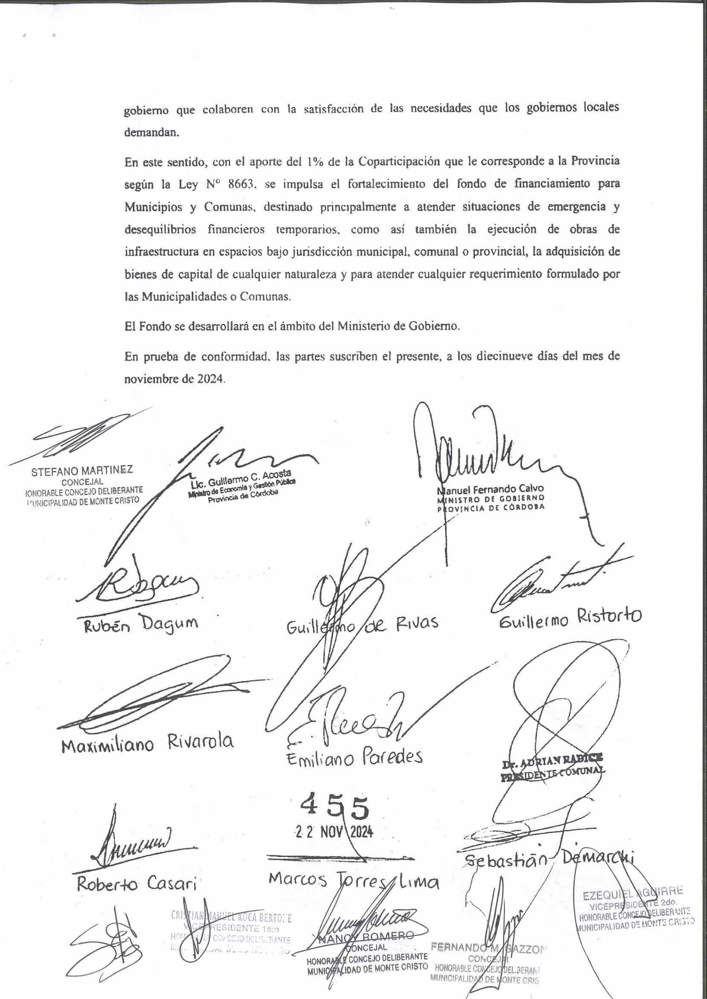 gobierno que colaboren con la satisfacción de las necesidades que los gobiernos locales
demandan.
En este sentido, con el aporte del 1% de la Coparticipación que le corresponde a la Provincia
según la Ley N° 8663, se impulsa el fortalecimiento del fondo de financiamiento para
Municipios y Comunas, destinado principalmente a atender situaciones de emergencia y
desequilibrios financieros temporarios, como así también la ejecución de obras de
infraestructura en espacios bajo jurisdicción municipal, comunal o provincial, la adquisición de
bienes de capital de cualquier naturaleza y para atender cualquier requerimiento formulado por
las Municipalidades o Comunas.
El Fondo se desarrollará en el ámbito del Ministerio de Gobierno.
En prueba de conformidad, las partes suscriben el presente, a los diecinueve días del mes de
noviembre de 2024.
STEFANO MARTINEZ
CONCEJAL
HONORABLE CONCEJO DELIBERANTE
MUNICIPALIDAD DE MONTE CRISTO
Lic. Guillermo C. Acosta
Ministro de Economía y Gestión Pública
Provincia de Córdoba
Manuel Fernando Calvo
MINISTRO DE GOBIERNO
PROVINCIA DE CÓRDOBA
Rubén Dagum
Guillermo de Rivas
Guillermo Ristorto
Maximiliano Rivarola
Emiliano Paredes
Dr. ADRIAN RABICE
PRESIDENTE COMUNAL
455
22 NOV 2024
Roberto Casari
Marcos Torres Lima
Sebastián Demarchi
CRISTIAN MANUEL ROCA BERTONE
VICEPRESIDENTE 1ero
HONORABLE CONCEJO DELIBERANTE
NANCY ROMERO
CONCEJAL
HONORABLE CONCEJO DELIBERANTE
MUNICIPALIDAD DE MONTE CRISTO
FERNANDO M. GAZZON
CONCEJAL
HONORABLE CONCEJO DELIBERANT
MUNICIPALIDAD DE MONTE CRIS
EZEQUIEL AGUIRRE
VICEPRESIDENTE 2do.
HONORABLE CONCEJO DELIBERANTE
MUNICIPALIDAD DE MONTE CRISTO